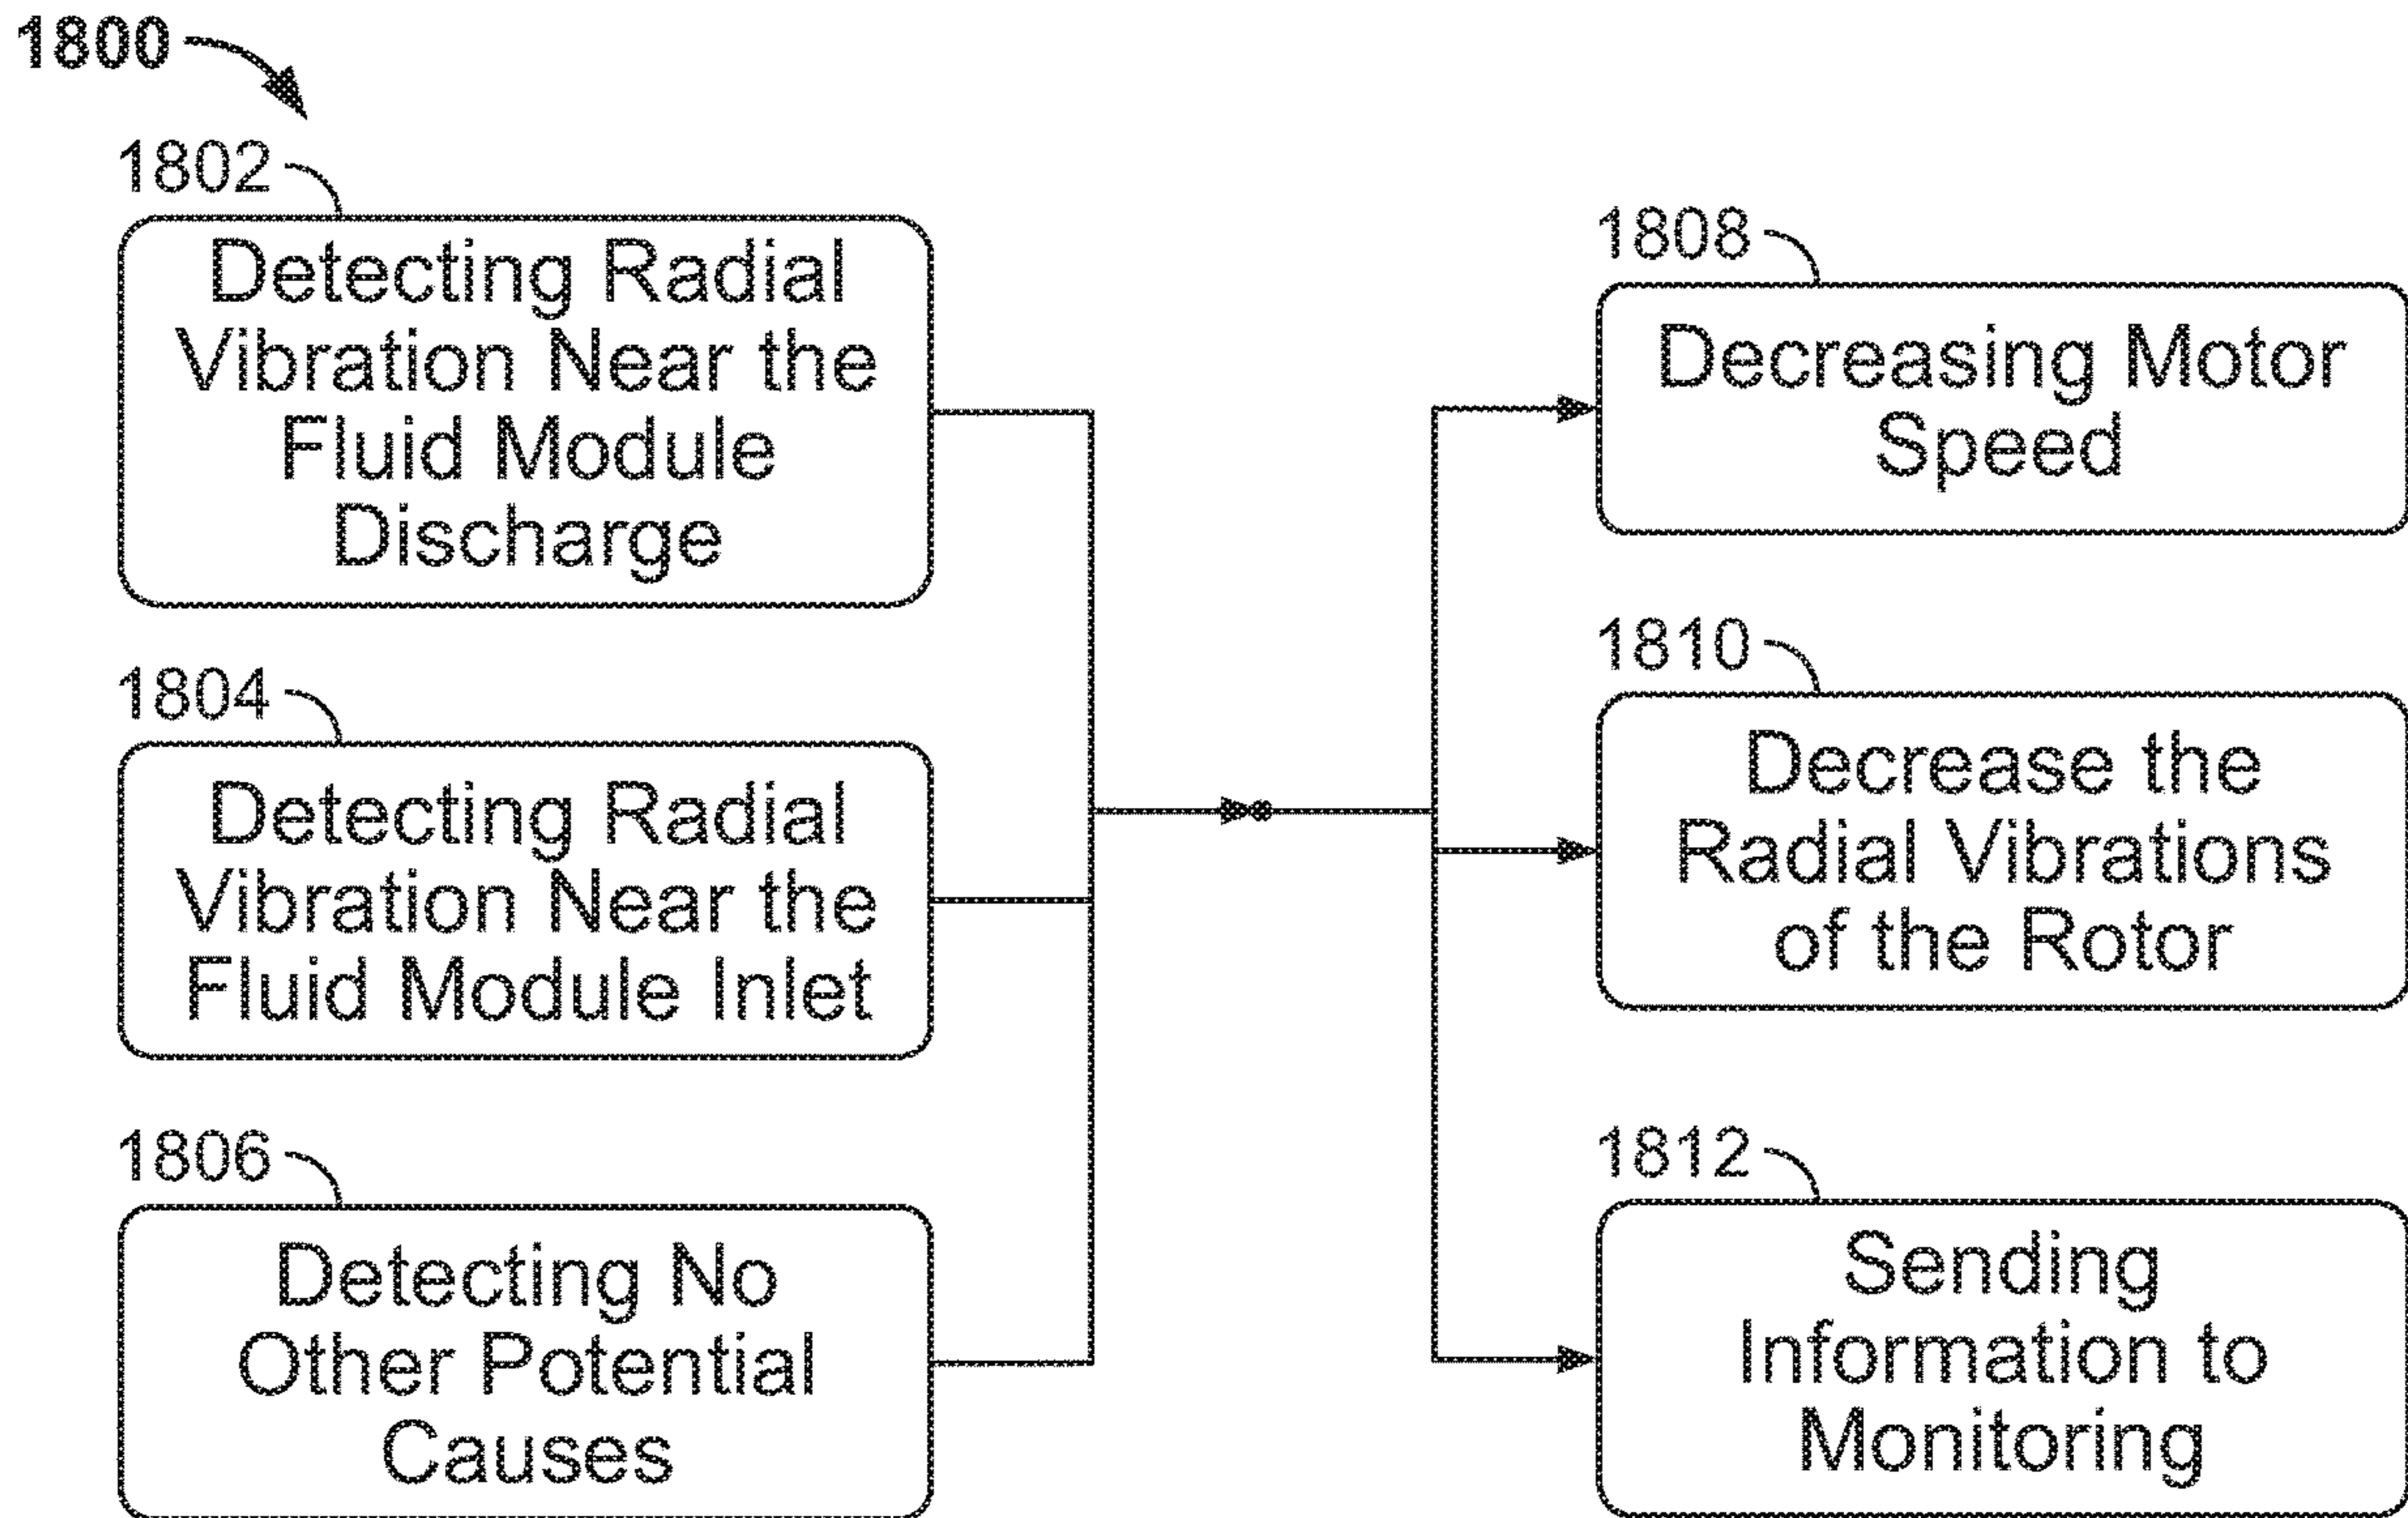 1800
1802
Detecting Radial
Vibration Near the
Fluid Module
Discharge
1804
Detecting Radial
Vibration Near the
Fluid Module Inlet
1806
Detecting No
Other Potential
Causes
1808
Decreasing Motor
Speed
1810
Decrease the
Radial Vibrations
of the Rotor
1812
Sending
Information to
Monitoring